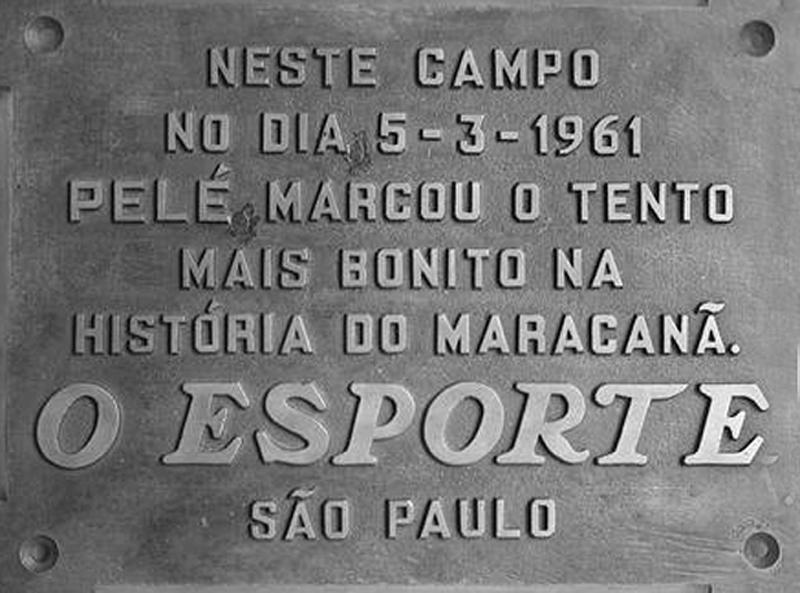 NESTE CAMPO
NO DIA 5-3-1961
PELÉ MARCOU O TENTO
MAIS BONITO NA
HISTÓRIA DO MARACANÃ.
O ESPORTE
SÃO PAULO